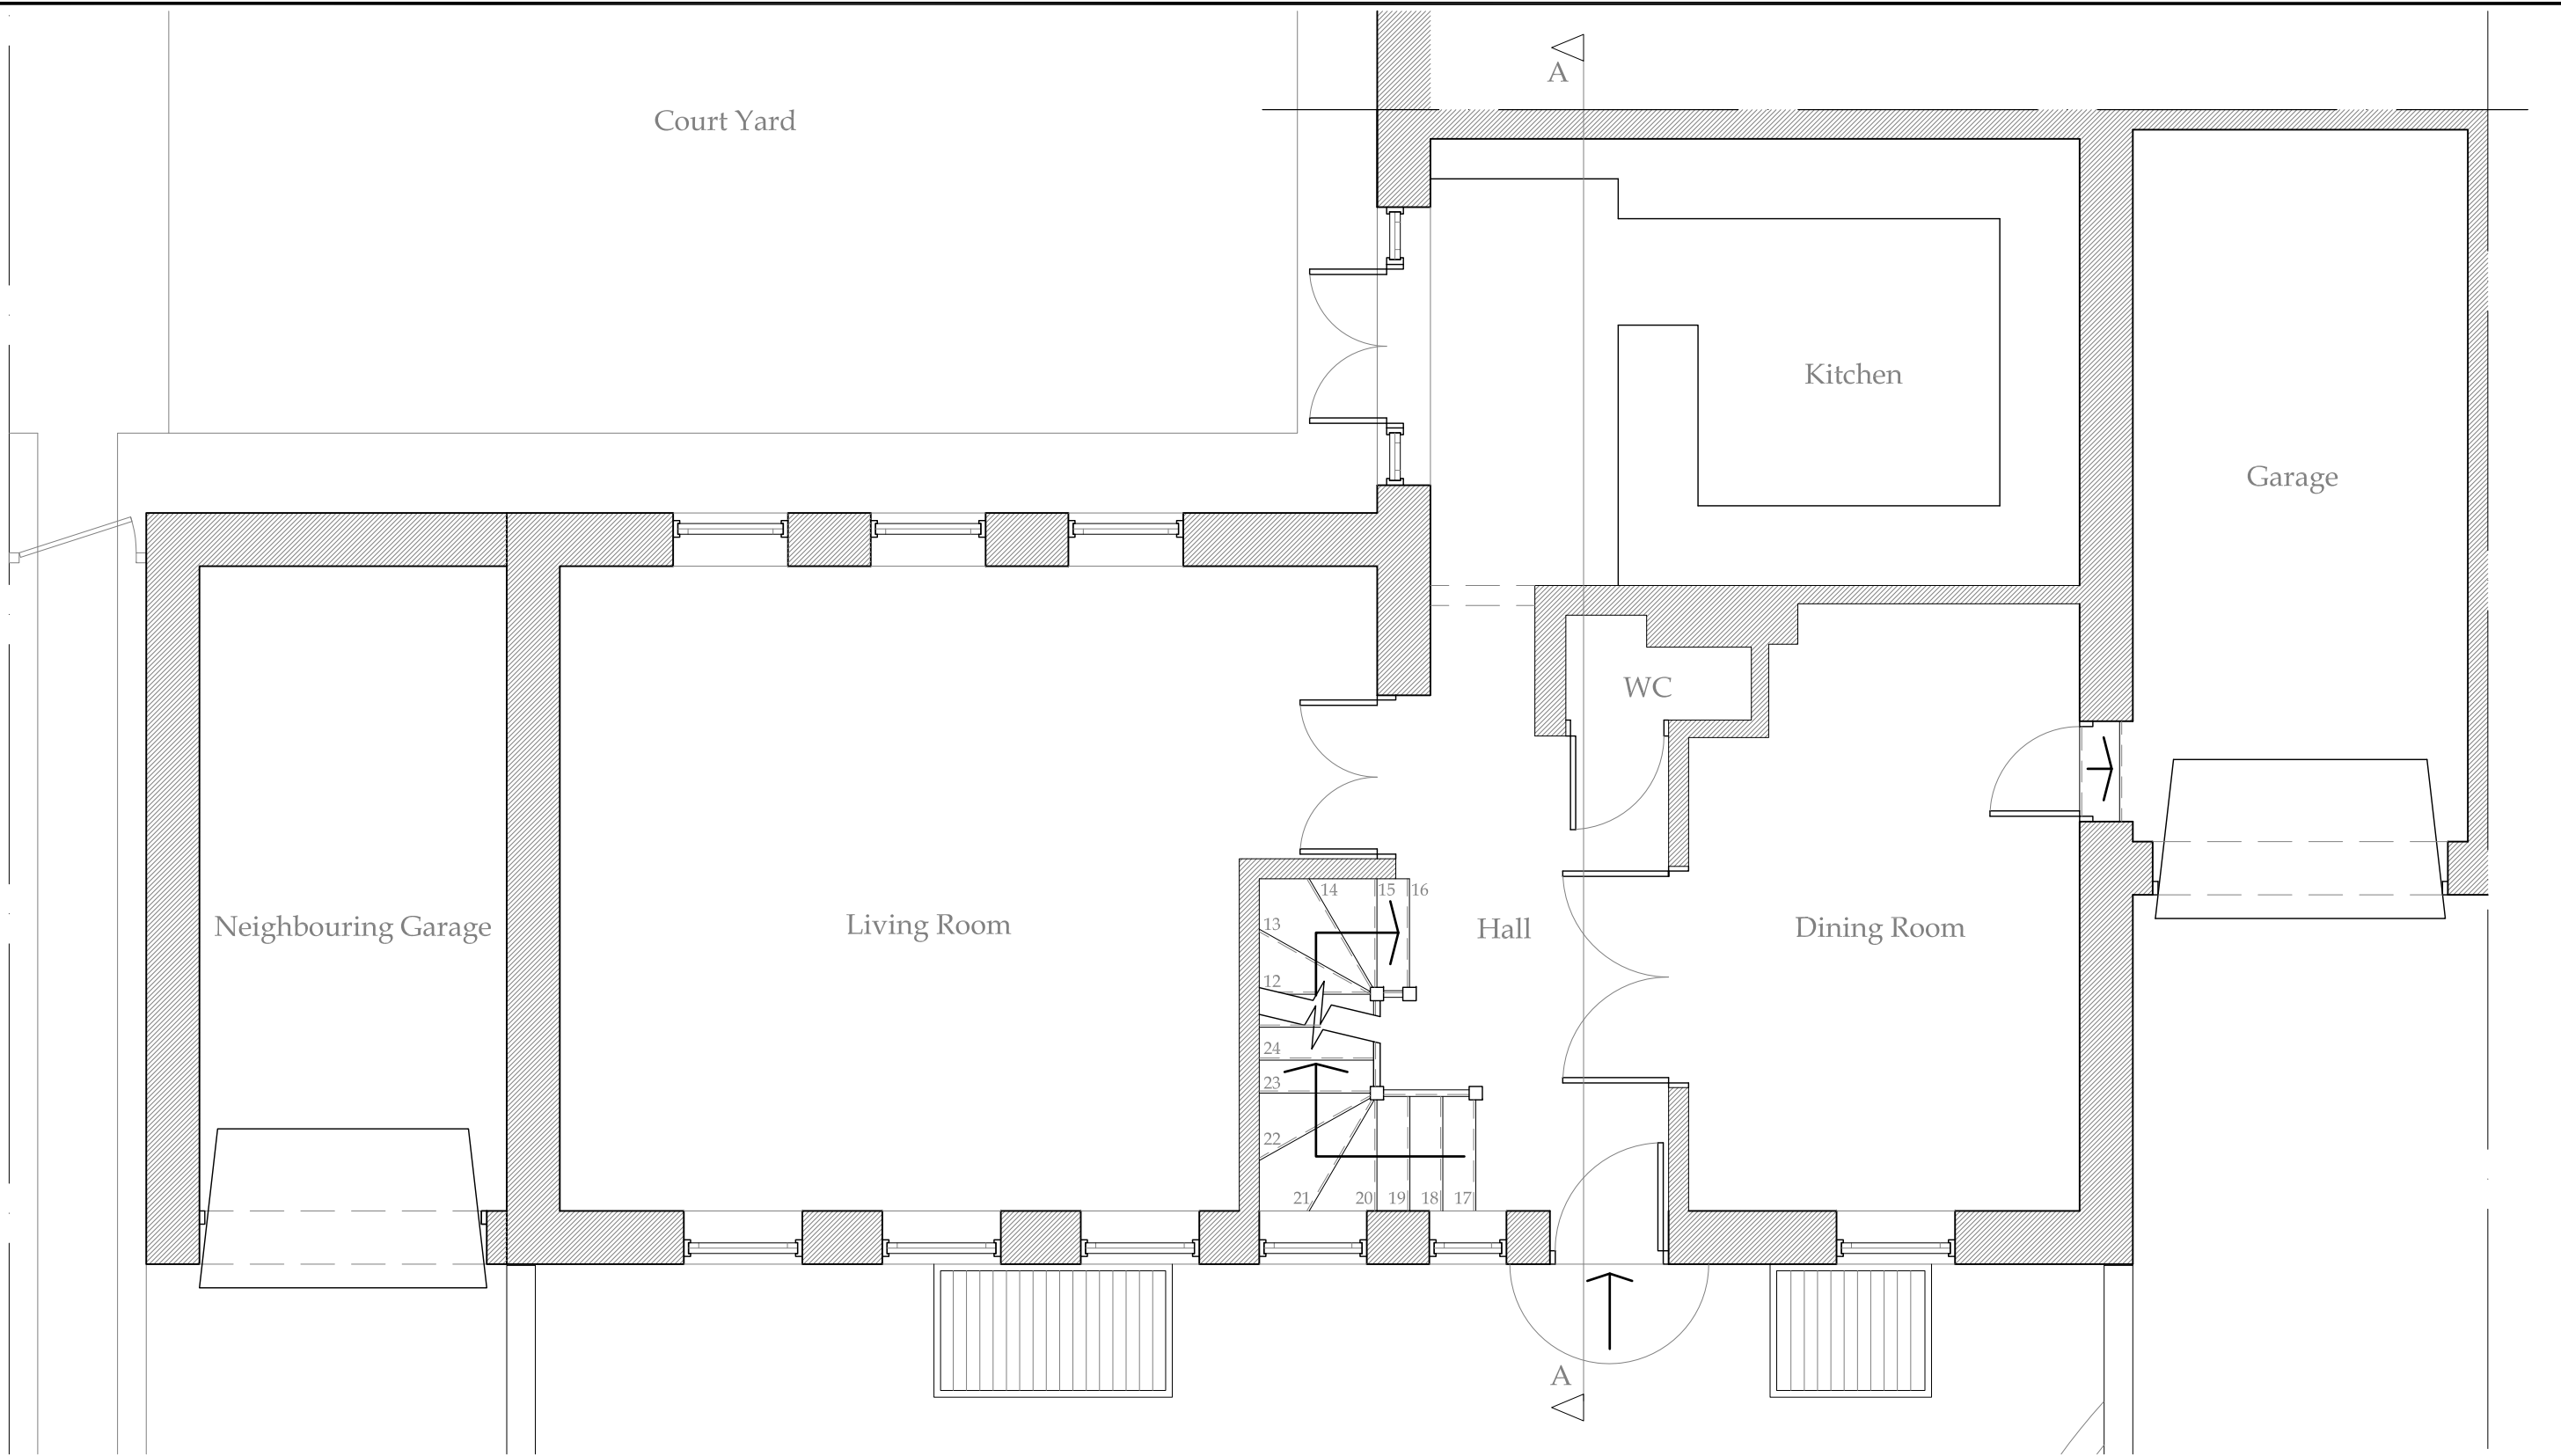 A
Court Yard
Kitchen
Garage
WC
14
15
16
13
Neighbouring Garage
Living Room
Hall
Dining Room
12
24
23
22
21
20
19
18
17
A